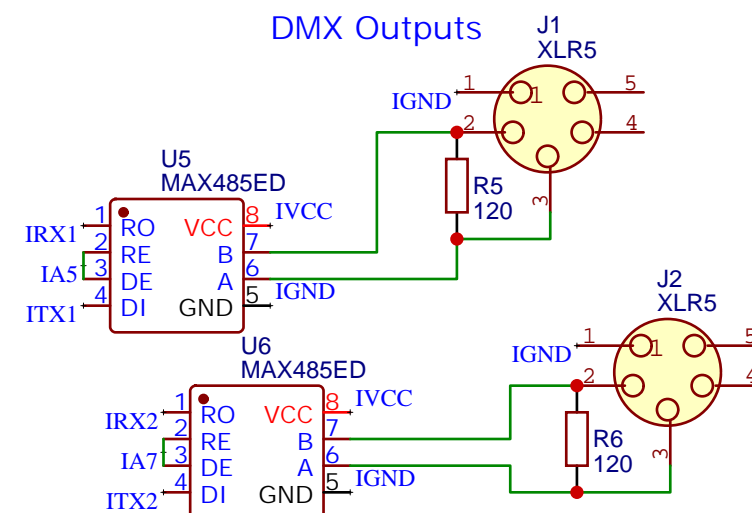 DMX Outputs
J1
XLR5
1
5
IGND
1
2
4
3
R5
120
U5
MAX485ED
1
RO
VCC
8
IVCC
IRX1
2
RE
B
7
IA5
3
DE
A
6
IGND
ITX1
4
DI
GND
5
J2
XLR5
1
5
IGND
1
2
4
3
R6
120
U6
MAX485ED
1
RO
VCC
8
IVCC
IRX2
2
RE
B
7
IA7
3
DE
A
6
IGND
ITX2
4
DI
GND
5